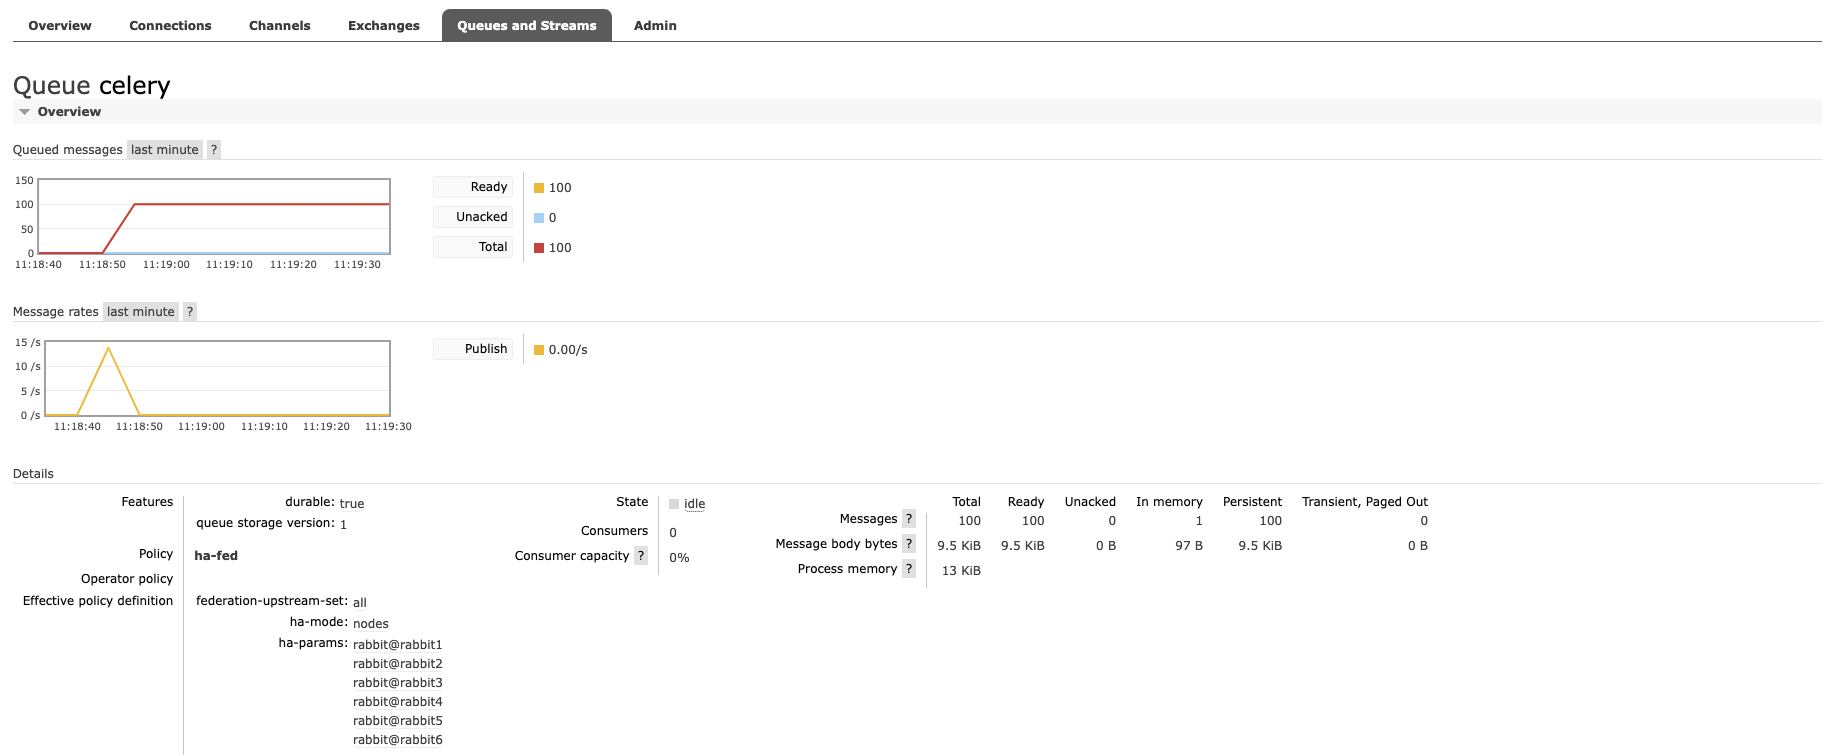 Overview Connections Channels Exchanges Queues and Streams Admin
Queue celery
Overview
Queued messages last minute ?
150
100
50
0
11:18:40 11:18:50 11:19:00 11:19:10 11:19:20 11:19:30
Ready 100
Unacked 0
Total 100
Message rates last minute ?
15 /s
10 /s
5 /s
0 /s
11:18:40 11:18:50 11:19:00 11:19:10 11:19:20 11:19:30
Publish 0.00/s
Details
Features durable: true
queue storage version: 1
Policy ha-fed
Operator policy
Effective policy definition federation-upstream-set: all
ha-mode: nodes
ha-params: rabbit@rabbit1
rabbit@rabbit2
rabbit@rabbit3
rabbit@rabbit4
rabbit@rabbit5
rabbit@rabbit6
State idle
Consumers 0
Consumer capacity ? 0%
Total Ready Unacked In memory Persistent Transient, Paged Out
Messages ? 100 100 0 1 100 0
Message body bytes ? 9.5 KiB 9.5 KiB 0 B 97 B 9.5 KiB 0 B
Process memory ? 13 KiB